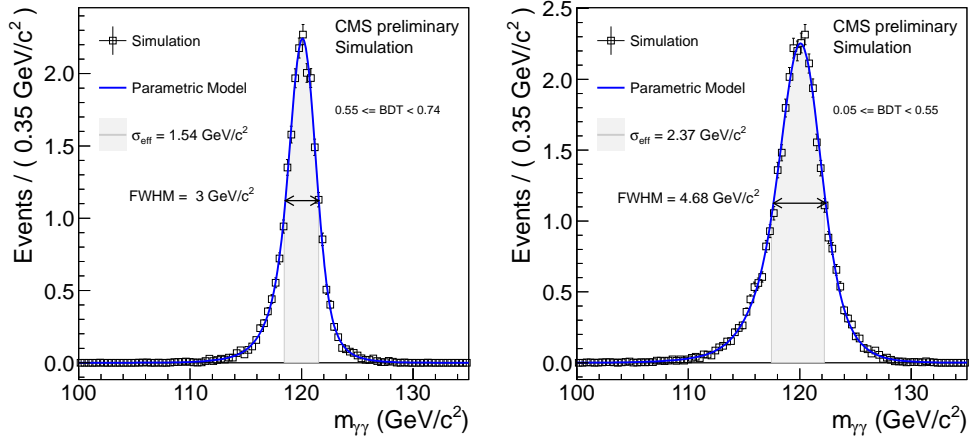 CMS preliminary
Simulation
Simulation
Parametric Model
0.55 <= BDT < 0.74
σeff = 1.54 GeV/c²
FWHM = 3 GeV/c²
Events / ( 0.35 GeV/c²)
2.0
1.5
1.0
0.5
0.0
100 110 120 130
mγγ (GeV/c²)
CMS preliminary
Simulation
Simulation
Parametric Model
0.05 <= BDT < 0.55
σeff = 2.37 GeV/c²
FWHM = 4.68 GeV/c²
Events / ( 0.35 GeV/c²)
2.5
2.0
1.5
1.0
0.5
0.0
100 110 120 130
mγγ (GeV/c²)